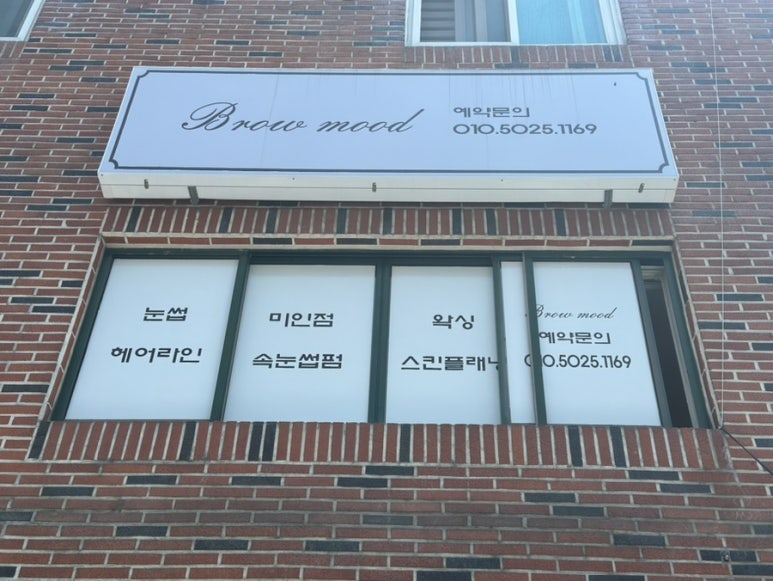 Brow mood
예약문의
010.5025.1169
눈썹
헤어라인
미인점
속눈썹펌
왁싱
스킨플래닝
Brow mood
예약문의
010.5025.1169